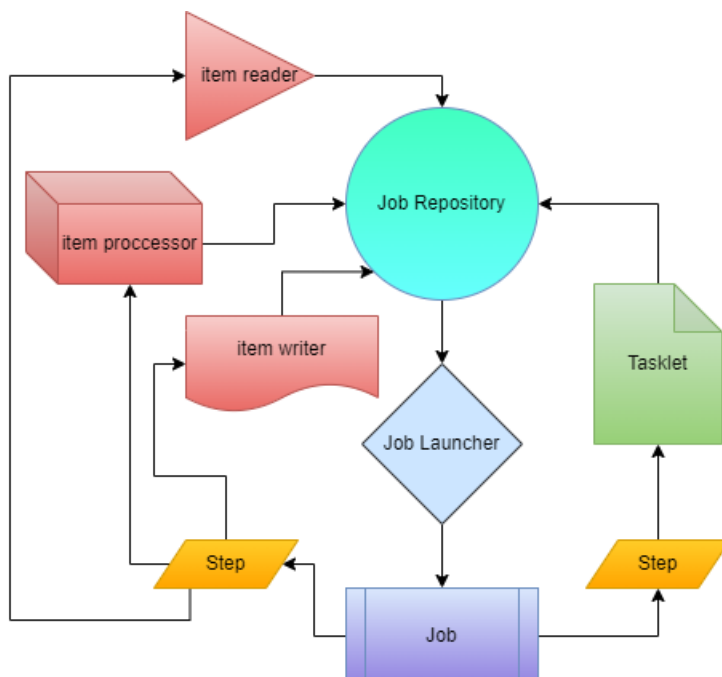 item reader
Job Repository
item proccessor
item writer
Tasklet
Job Launcher
Step
Step
Job